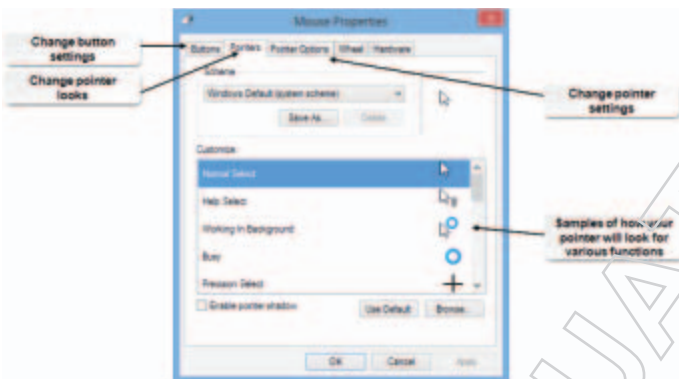 Mouse Properties
Change button
settings
Change pointer
looks
Buttons Pointers Pointer Options Wheel Hardware
Scheme
Windows Default (system scheme)
Save As... Delete
Change pointer
settings
Customize:
Normal Select
Help Select
Working In Background
Busy
Precision Select
Samples of how your
pointer will look for
various functions
Enable pointer shadow
Use Default Browse...
OK Cancel Apply